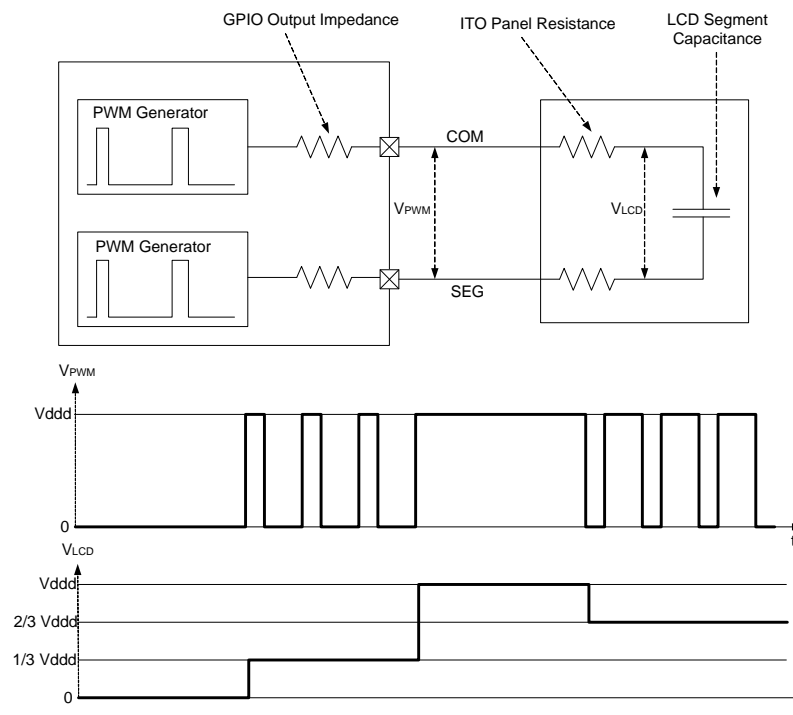 GPIO Output Impedance
ITO Panel Resistance
LCD Segment
Capacitance
PWM Generator
COM
VPWM
VLCD
PWM Generator
SEG
VPWM
Vddd
0
t
VLCD
Vddd
2/3 Vddd
1/3 Vddd
0